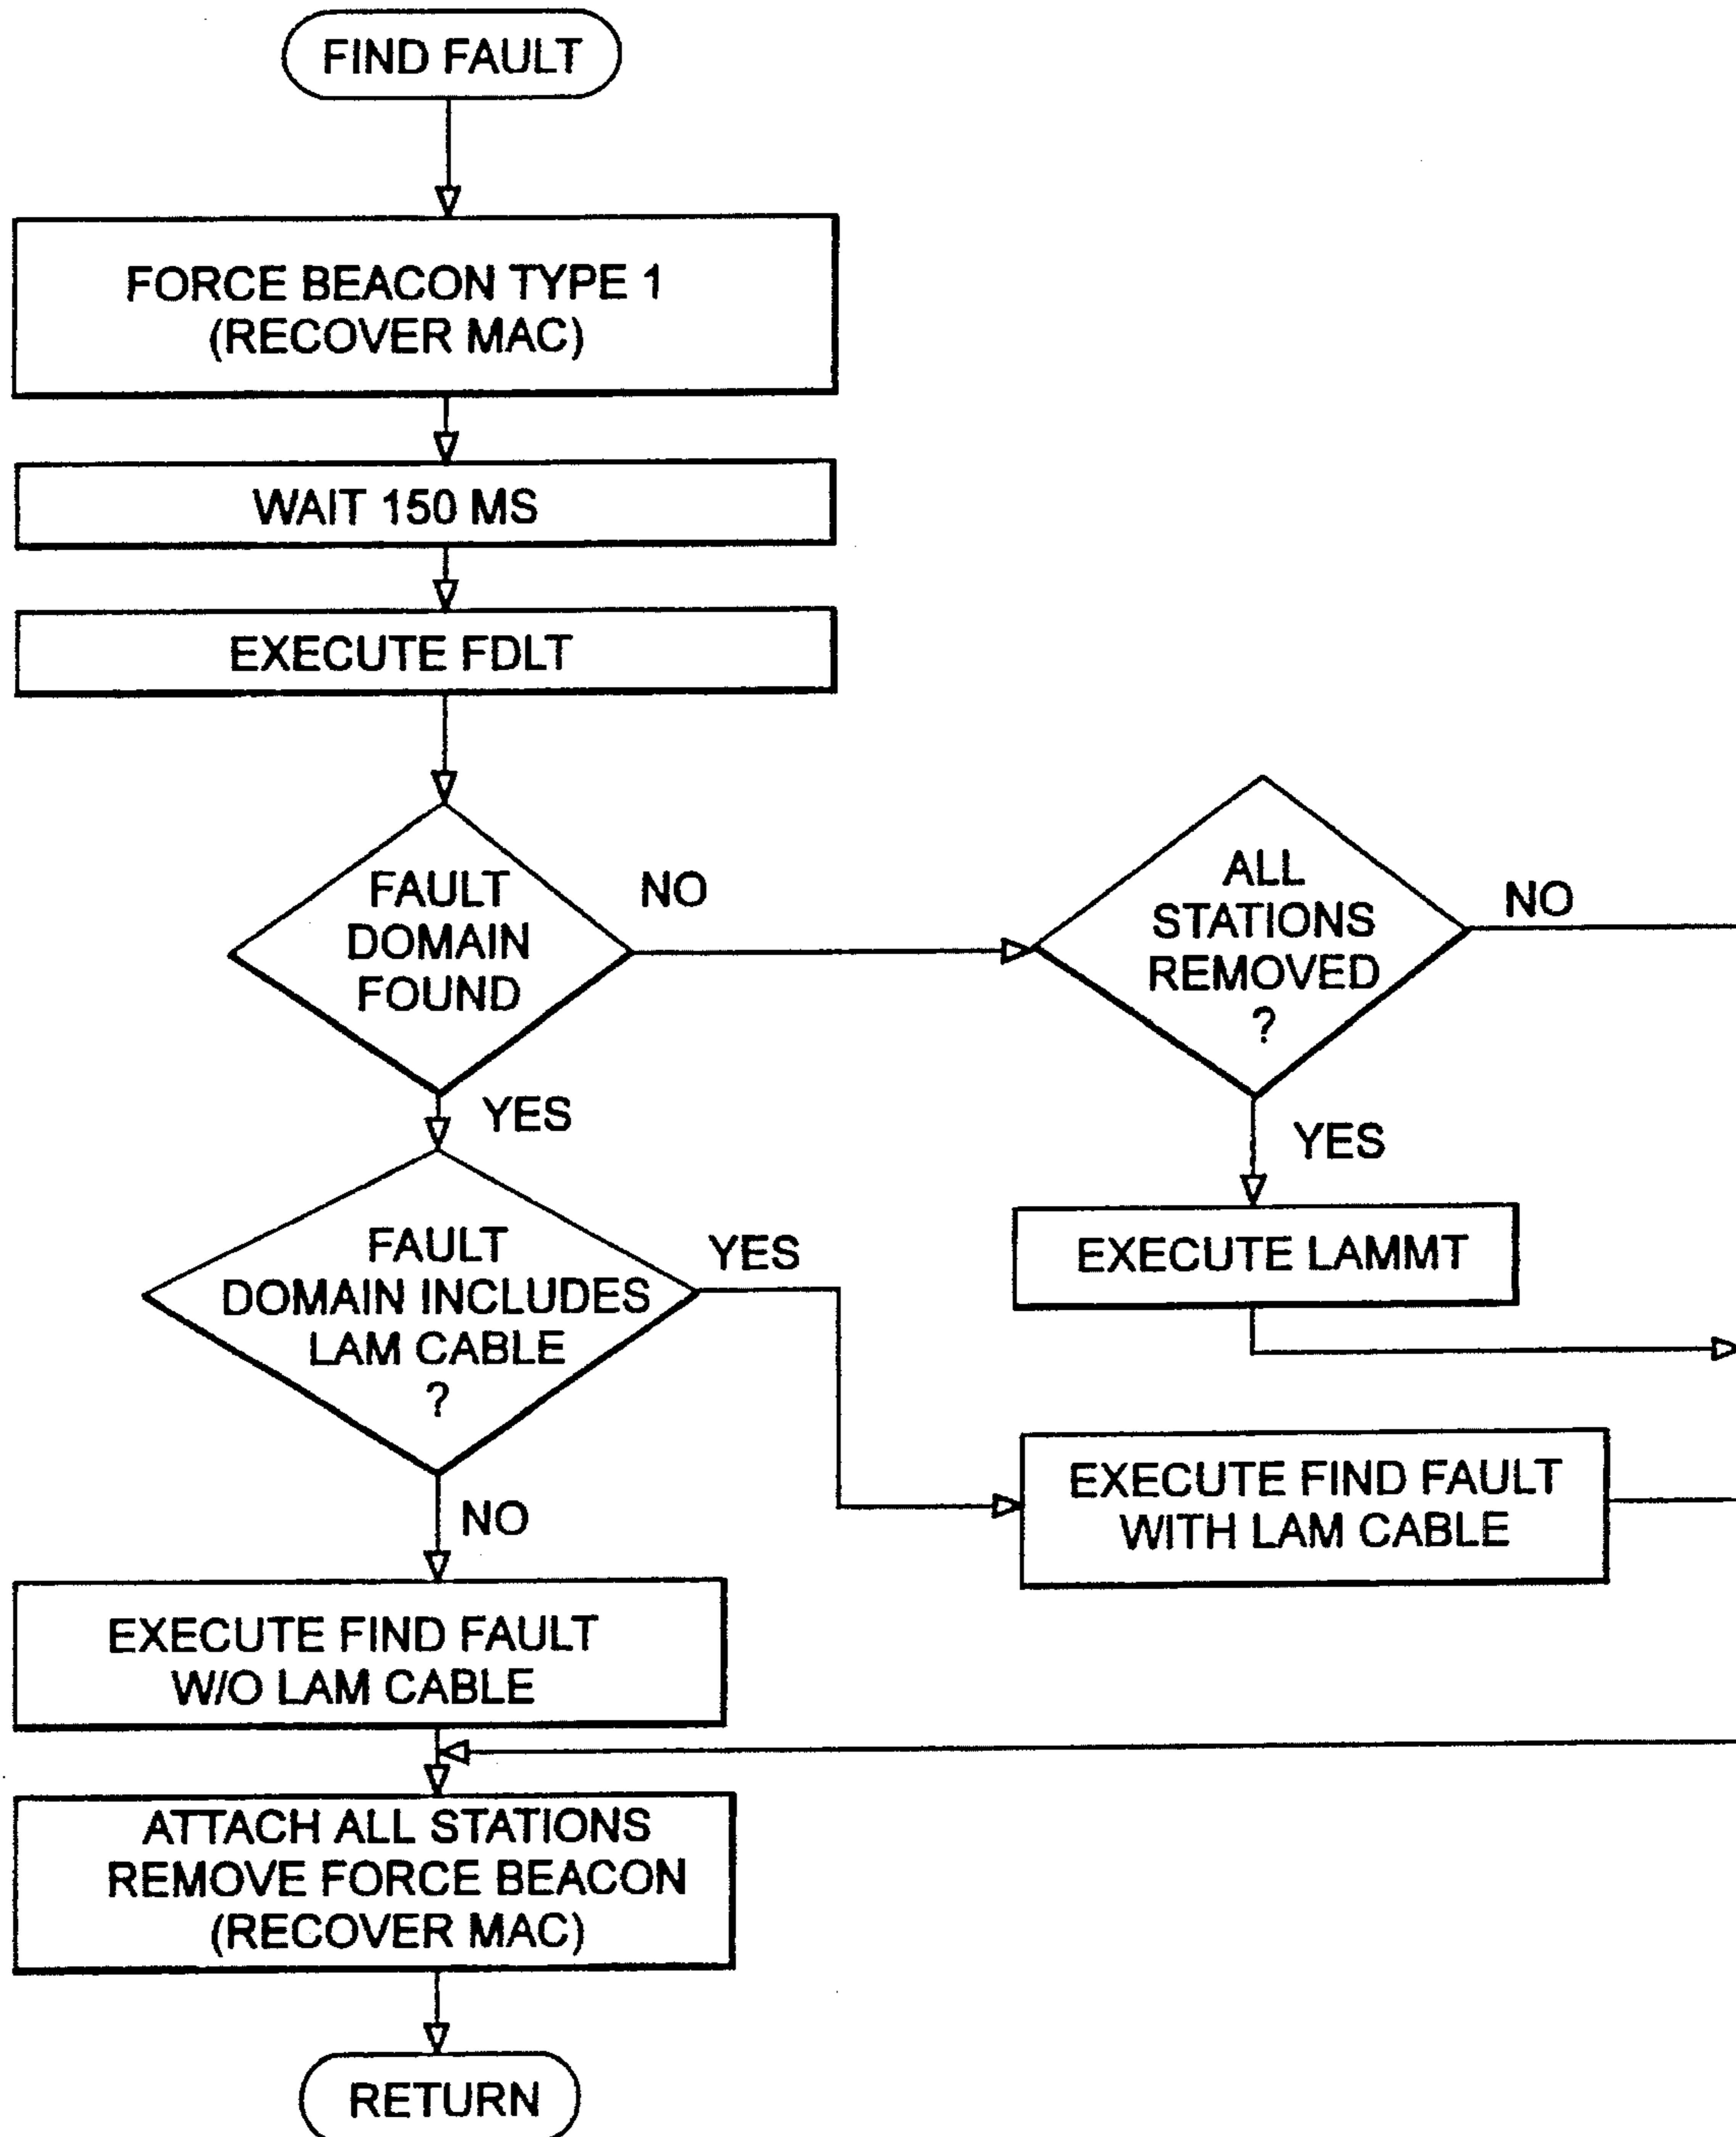 FIND FAULT
FORCE BEACON TYPE 1
(RECOVER MAC)
WAIT 150 MS
EXECUTE FDLT
FAULT
DOMAIN
FOUND
NO
ALL
STATIONS
REMOVED
?
NO
YES
YES
EXECUTE LAMMT
FAULT
DOMAIN INCLUDES
LAM CABLE
?
YES
EXECUTE FIND FAULT
WITH LAM CABLE
NO
EXECUTE FIND FAULT
W/O LAM CABLE
ATTACH ALL STATIONS
REMOVE FORCE BEACON
(RECOVER MAC)
RETURN